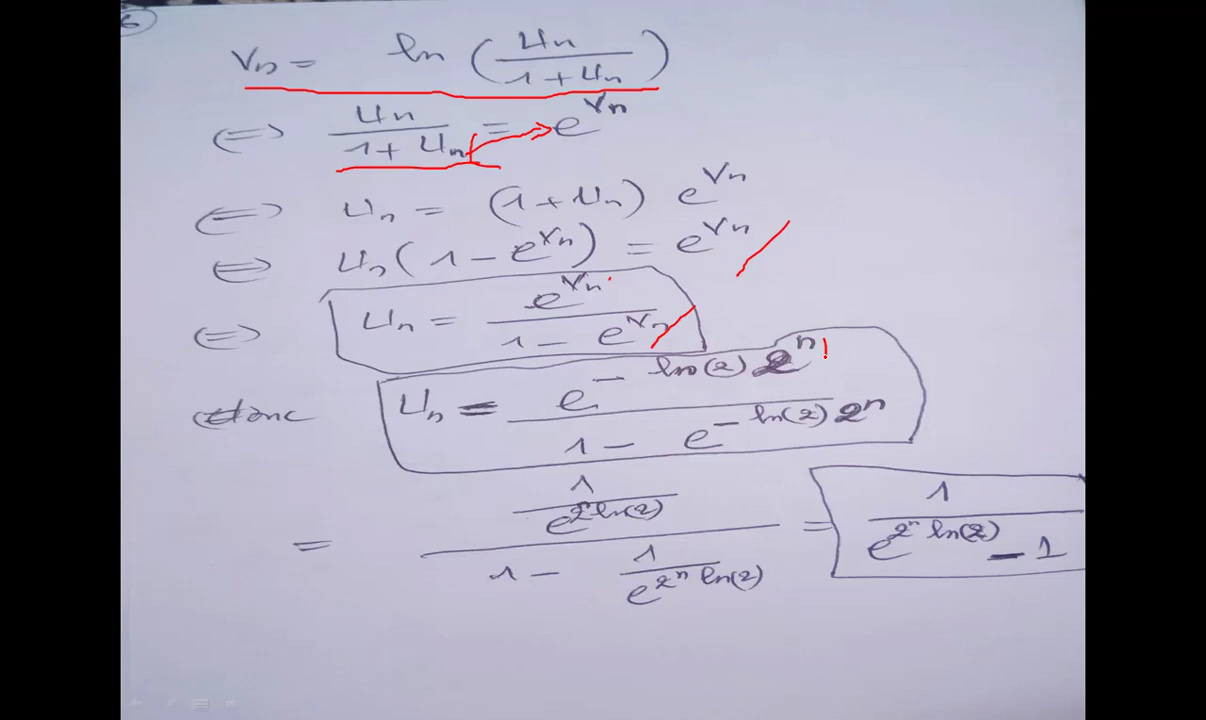 6
Vn = ln (Un / 1 + Un)
⇔ Un / 1 + Un = e^Vn
⇔ Un = (1 + Un) e^Vn
⇔ Un (1 - e^Vn) = e^Vn
⇔ Un = e^Vn / 1 - e^Vn
donc Un = e^- ln(2) 2^n / 1 - e^- ln(2) 2^n
= 1 / e^2^n ln(2) / 1 - 1 / e^2^n ln(2) = 1 / e^2^n ln(2) - 1